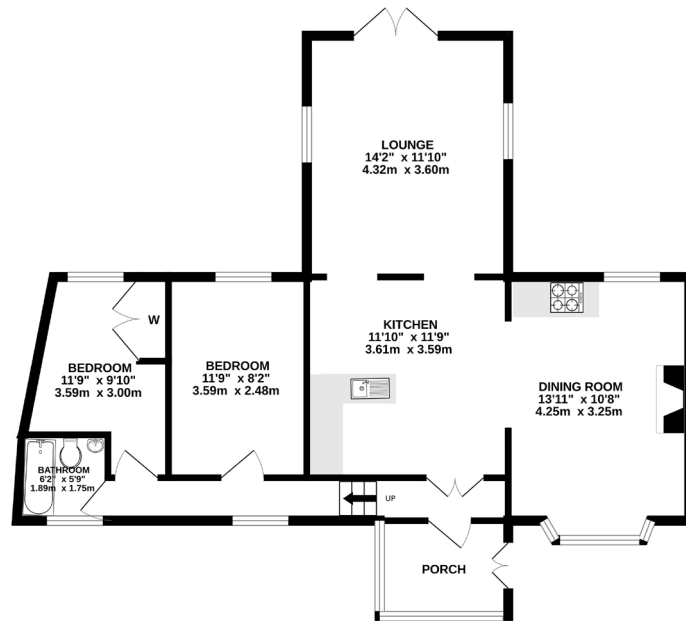 LOUNGE
14'2" x 11'10"
4.32m x 3.60m
W
BEDROOM
11'9" x 9'10"
3.59m x 3.00m
BEDROOM
11'9" x 8'2"
3.59m x 2.48m
KITCHEN
11'10" x 11'9"
3.61m x 3.59m
DINING ROOM
13'11" x 10'8"
4.25m x 3.25m
BATHROOM
6'2" x 5'9"
1.89m x 1.75m
UP
PORCH